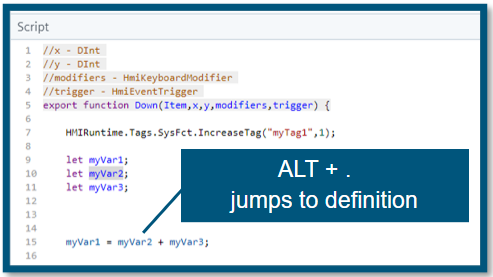 Script
1 //x - DInt
2 //y - DInt
3 //modifiers - HmiKeyboardModifier
4 //trigger - HmiEventTrigger
5 export function Down(Item,x,y,modifiers,trigger) {
6
7 HMIRuntime.Tags.SysFct.IncreaseTag("myTag1",1);
8
9 let myVar1;
10 let myVar2;
11 let myVar3;
12
13
14
15 myVar1 = myVar2 + myVar3;
16
ALT + .
jumps to definition